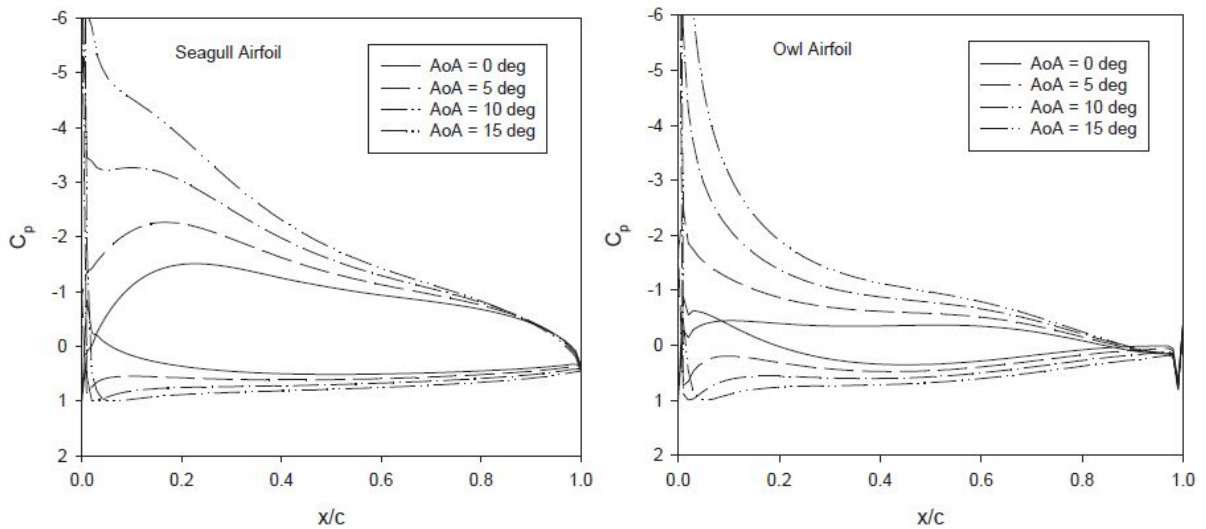 Seagull Airfoil
AoA = 0 deg
AoA = 5 deg
AoA = 10 deg
AoA = 15 deg
-6
-5
-4
-3
-2
-1
0
1
2
Cp
0.0 0.2 0.4 0.6 0.8 1.0
x/c
Owl Airfoil
AoA = 0 deg
AoA = 5 deg
AoA = 10 deg
AoA = 15 deg
-6
-5
-4
-3
-2
-1
0
1
2
Cp
0.0 0.2 0.4 0.6 0.8 1.0
x/c